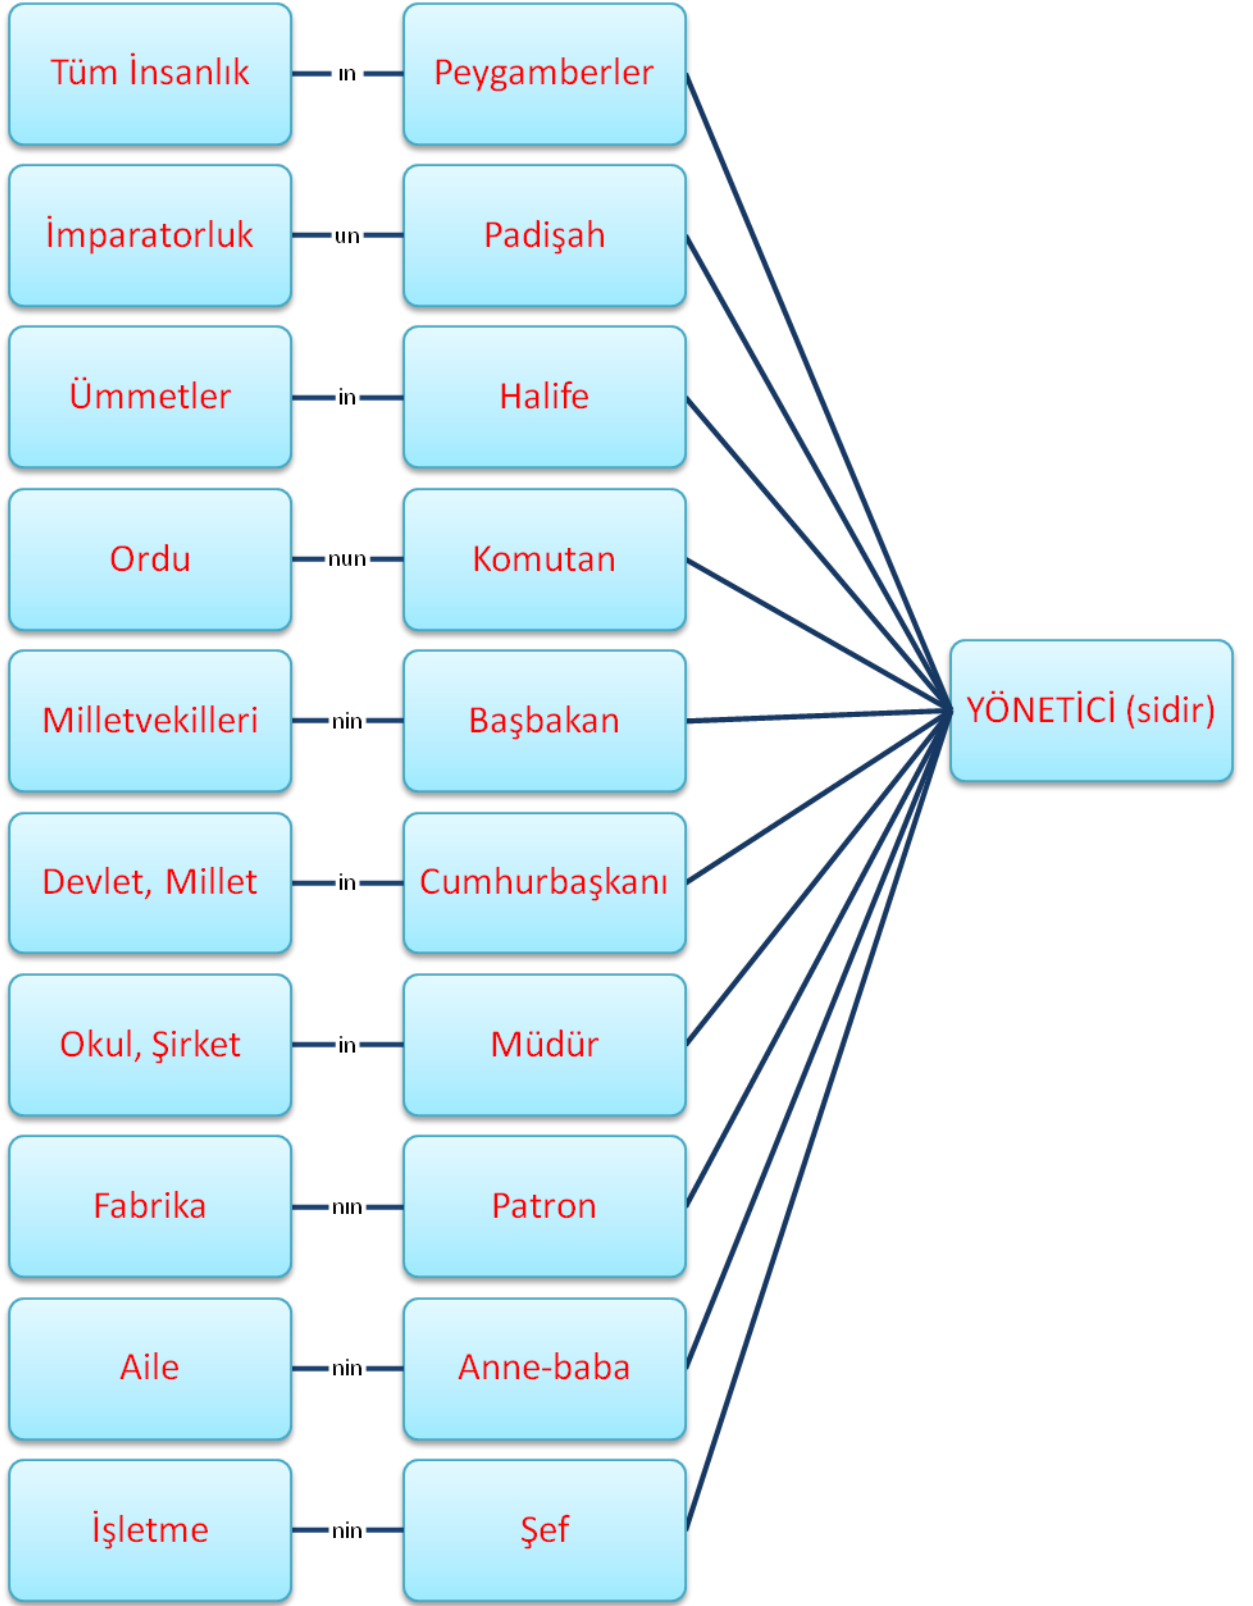 Tüm İnsanlık ın Peygamberler
İmparatorluk un Padişah
Ümmetler in Halife
Ordu nun Komutan
Milletvekilleri nin Başbakan
YÖNETİCİ (sidir)
Devlet, Millet in Cumhurbaşkanı
Okul, Şirket in Müdür
Fabrika nın Patron
Aile nin Anne-baba
İşletme nin Şef